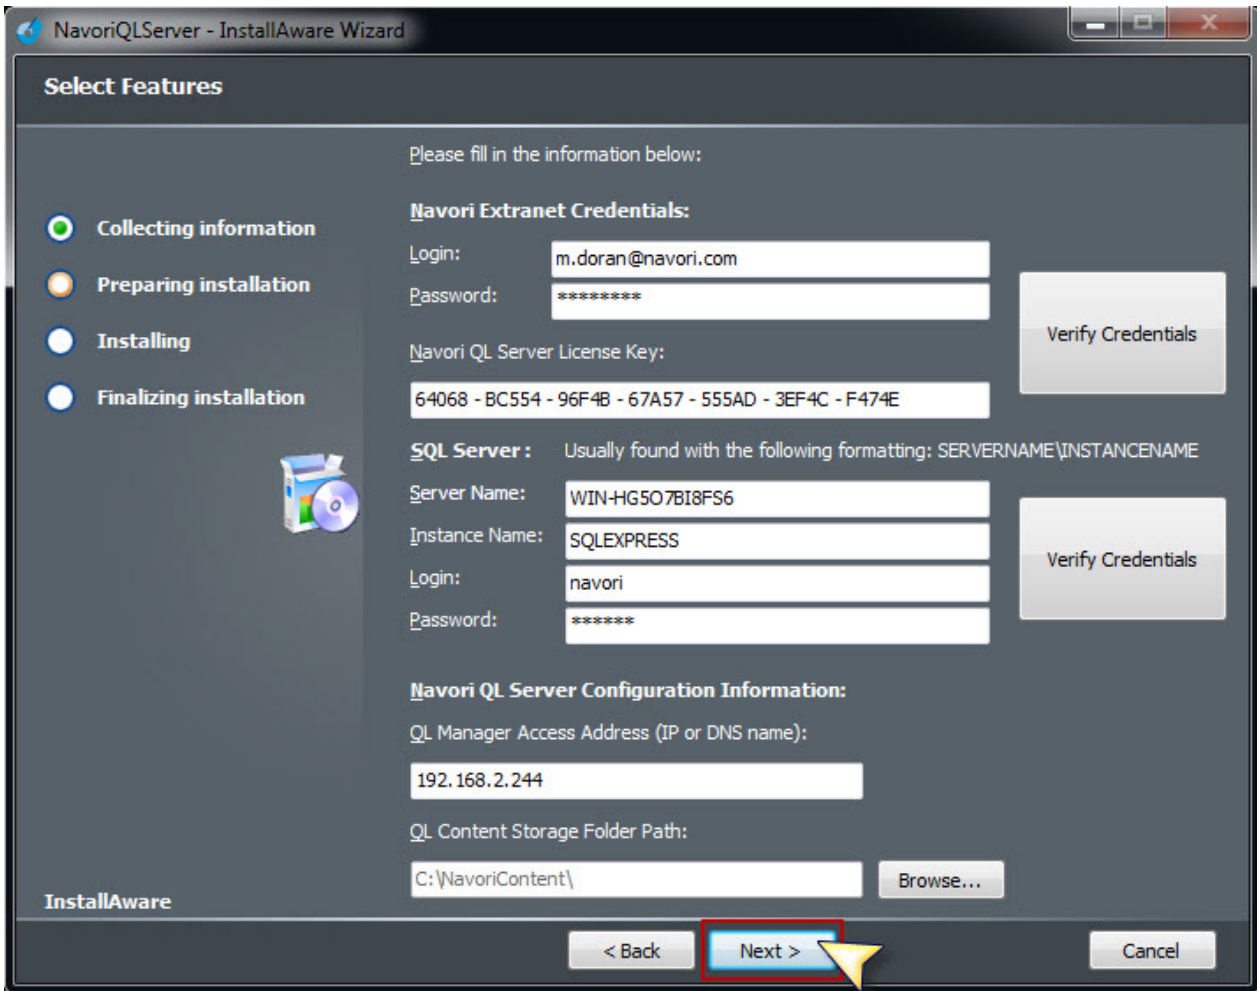 NavoriQLServer - InstallAware Wizard
Select Features
Please fill in the information below:
Navori Extranet Credentials:
Collecting information
Login:
m.doran@navori.com
Preparing installation
Password:
********
Verify Credentials
Installing
Navori QL Server License Key:
Finalizing installation
64068 - BC554 - 96F4B - 67A57 - 555AD - 3EF4C - F474E
SQL Server : Usually found with the following formatting: SERVERNAME\INSTANCENAME
Server Name:
WIN-HG5O7BI8FS6
Instance Name:
SQLEXPRESS
Verify Credentials
Login:
navori
Password:
******
Navori QL Server Configuration Information:
QL Manager Access Address (IP or DNS name):
192.168.2.244
QL Content Storage Folder Path:
C:\NavoriContent\
Browse...
InstallAware
< Back
Next >
Cancel